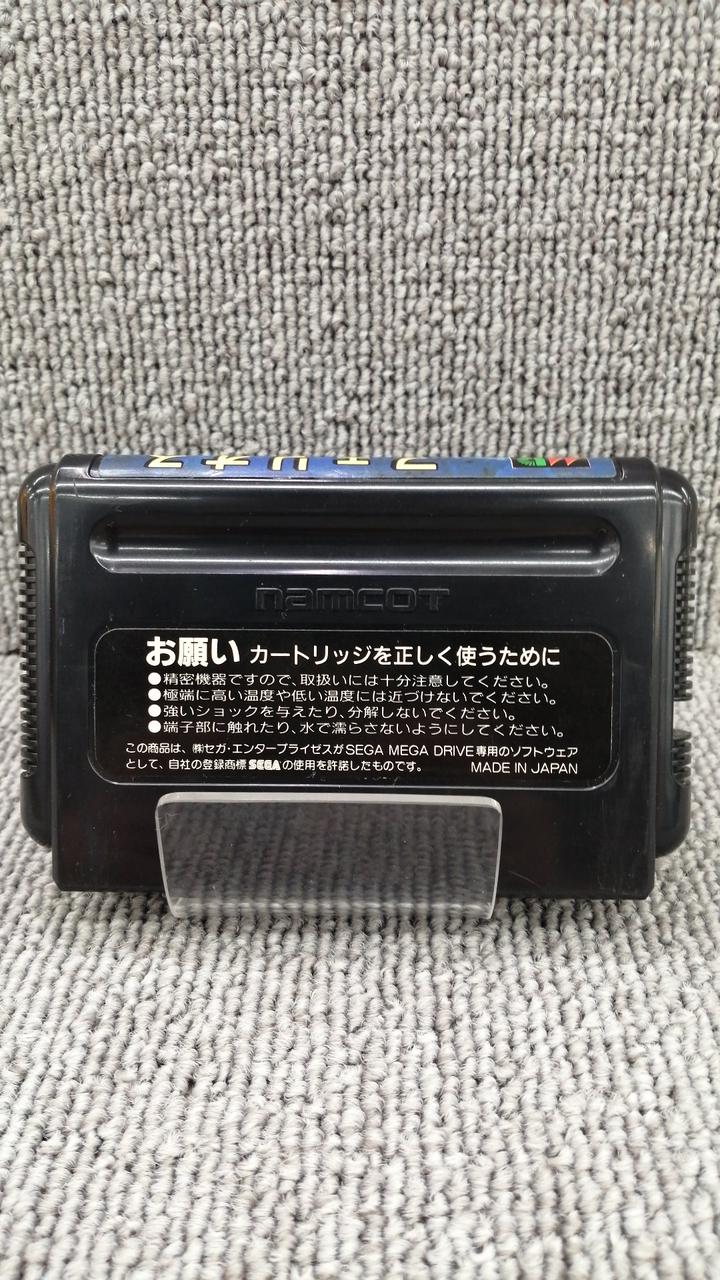 フェリオス
namcot
お願い カートリッジを正しく使うために
●精密機器ですので、取扱いには十分注意してください。
●極端に高い温度や低い温度には近づけないでください。
●強いショックを与えたり、分解しないでください。
●端子部に触れたり、水で濡らさないようにしてください。
この商品は、㈱セガ・エンタープライゼスがSEGA MEGA DRIVE専用のソフトウェア
として、自社の登録商標SEGAの使用を許諾したものです。 MADE IN JAPAN